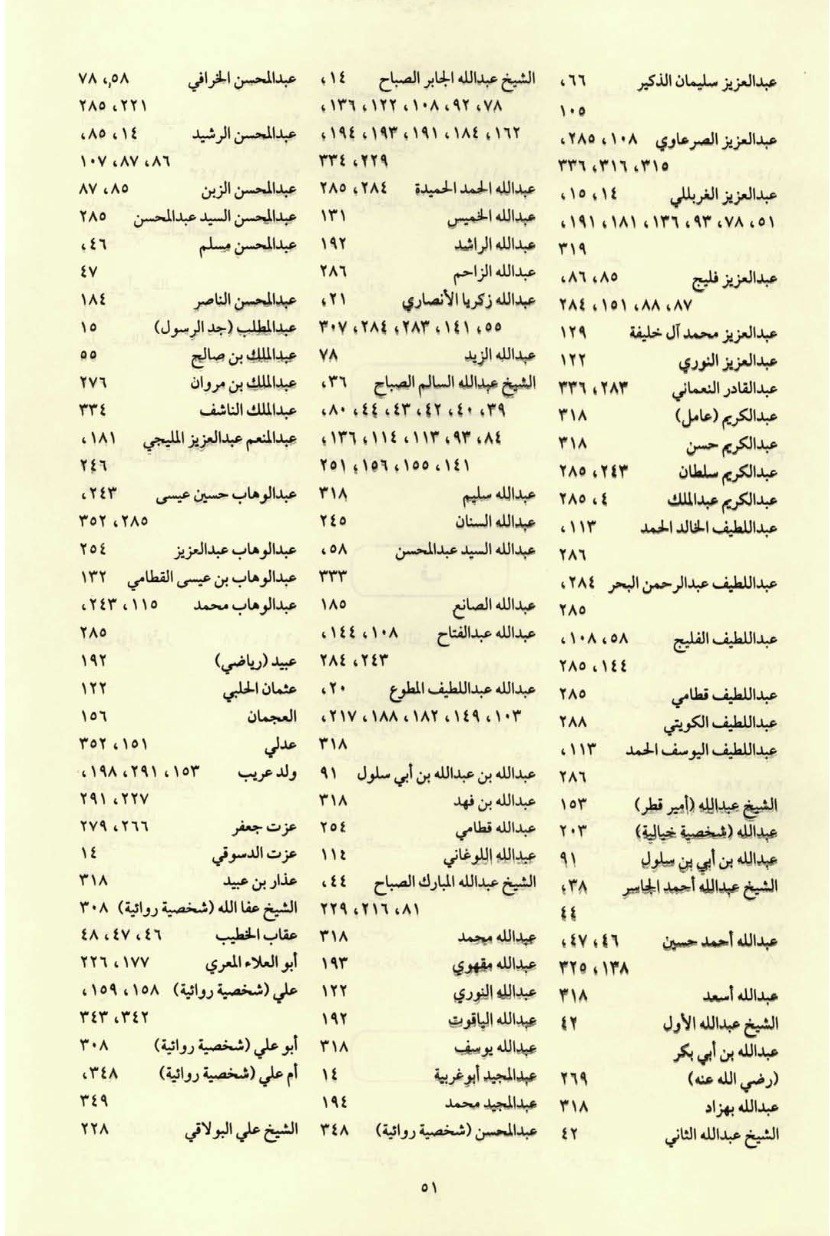 عبدالعزيز سليمان الذكير ٦٦،
١٠٥
عبدالعزيز الصرعاوي ١٠٨، ٢٨٥،
٣١٥، ٣١٦، ٣٣٦
عبدالعزيز الغربللي ١٤، ١٥،
٥١، ٧٨، ٩٣، ١٣٦، ١٨١، ١٩١،
٣١٩
عبدالعزيز فليج ٨٥، ٨٦،
٨٧، ٨٨، ١٥١، ٢٨٤
عبدالعزيز محمد آل خليفة ١٢٩
عبدالعزيز النوري ١٢٢
عبدالقادر النعماني ٢٨٣، ٣٣٦
عبدالكريم (عامل) ٣١٨
عبدالكريم حسن ٣١٨
عبدالكريم سلطان ٢٤٣، ٢٨٥
عبدالكريم عبدالملك ٤، ٢٨٥
عبداللطيف الخالد الحمد ١١٣،
٢٨٦
عبداللطيف عبدالرحمن البحر ٢٨٤،
٢٨٥
عبداللطيف الفليج ٥٨، ١٠٨،
١٤٤، ٢٨٥
عبداللطيف قطامي ٢٨٥
عبداللطيف الكويتي ٢٨٨
عبداللطيف اليوسف الحمد ١١٣،
٢٨٦
الشيخ عبدالله (أمير قطر) ١٥٣
عبدالله (شخصية خيالية) ٢٠٣
عبدالله بن أبي بن سلول ٩١
الشيخ عبدالله أحمد الجاسر ٣٨،
٤٤
عبدالله أحمد حسين ٤٦، ٤٧،
١٣٨، ٣٢٥
عبدالله أسعد ٣١٨
الشيخ عبدالله الأول ٤٢
عبدالله بن أبي بكر
(رضي الله عنه) ٢٦٩
عبدالله بهزاد ٣١٨
الشيخ عبدالله الثاني ٤٢
الشيخ عبدالله الجابر الصباح ١٤،
٧٨، ٩٢، ١٠٨، ١٢٢، ١٣٦،
١٦٢، ١٨٤، ١٩١، ١٩٣، ١٩٤،
٢٢٩، ٣٣٤
عبدالله الحمد الحميدة ٢٨٤، ٢٨٥
عبدالله الخميس ١٣١
عبدالله الراشد ١٩٢
عبدالله الزاحم ٢٨٦
عبدالله زكريا الأنصاري ٢١،
٥٥، ١٤١، ٢٨٣، ٢٨٤، ٣٠٧
عبدالله الزيد ٧٨
الشيخ عبدالله السالم الصباح ٣٦،
٣٩، ٤٠، ٤٢، ٤٣، ٤٤، ٨٠،
٨٤، ٩٣، ١١٣، ١١٤، ١٣٦،
١٤١، ١٥٥، ١٥٦، ٢٥١
عبدالله سليم ٣١٨
عبدالله السنان ٢٤٥
عبدالله السيد عبدالمحسن ٥٨،
٣٣٣
عبدالله الصانع ١٨٥
عبدالله عبدالفتاح ١٠٨، ١٤٤،
٢٤٣، ٢٨٤
عبدالله عبداللطيف المطوع ٢٠،
١٠٣، ١٤٩، ١٨٢، ١٨٨، ٢١٧،
٣١٨
عبدالله بن عبدالله بن أبي سلول ٩١
عبدالله بن فهد ٣١٨
عبدالله قطامي ٢٥٤
عبدالله اللوغاني ١١٤
الشيخ عبدالله المبارك الصباح ٤٤،
٨١، ٢١٦، ٢٢٩
عبدالله محمد ٣١٨
عبدالله مقهوي ١٩٣
عبدالله النوري ١٢٢
عبدالله الياقوت ١٩٢
عبدالله يوسف ٣١٨
عبدالمجيد أبوغربية ١٤
عبدالمجيد محمد ١٩٤
عبدالمحسن (شخصية روائية) ٣٤٨
عبدالمحسن الخرافي ٥٨، ٧٨
٢٢١، ٢٨٥
عبدالمحسن الرشيد ١٤، ٨٥،
٨٦، ٨٧، ١٠٧
عبدالمحسن الزبن ٨٥، ٨٧
عبدالمحسن السيد عبدالمحسن ٢٨٥
عبدالمحسن مسلم ٤٦،
٤٧
عبدالمحسن الناصر ١٨٤
عبدالمطلب (جد الرسول) ١٥
عبدالملك بن صالح ٥٥
عبدالملك بن مروان ٢٧٦
عبدالملك الناشف ٣٣٤
عبدالمنعم عبدالعزيز المليجي ١٨١،
٢٤٦
عبدالوهاب حسين عيسى ٢٤٣،
٢٨٥، ٣٥٢
عبدالوهاب عبدالعزيز ٢٥٤
عبدالوهاب بن عيسى القطامي ١٣٢
عبدالوهاب محمد ١١٥، ٢٤٣،
٢٨٥
عبيد (رياضي) ١٩٢
عثمان الحلبي ١٢٢
العجمان ١٥٦
عدلي ١٥١، ٣٥٢
ولد عريب ١٥٣، ٢٩١، ١٩٨،
٢٢٧، ٢٩١
عزت جعفر ٢٦٦، ٢٧٩
عزت الدسوقي ١٤
عذار بن عبيد ٣١٨
الشيخ عفا الله (شخصية روائية) ٣٠٨
عقاب الخطيب ٤٦، ٤٧، ٤٨
أبو العلاء المعري ١٧٧، ٢٢٦
علي (شخصية روائية) ١٥٨، ١٥٩،
٣٤٢، ٣٤٣
أبو علي (شخصية روائية) ٣٠٨
أم علي (شخصية روائية) ٣٤٨،
٣٤٩
الشيخ علي البولاقي ٢٢٨
٥١